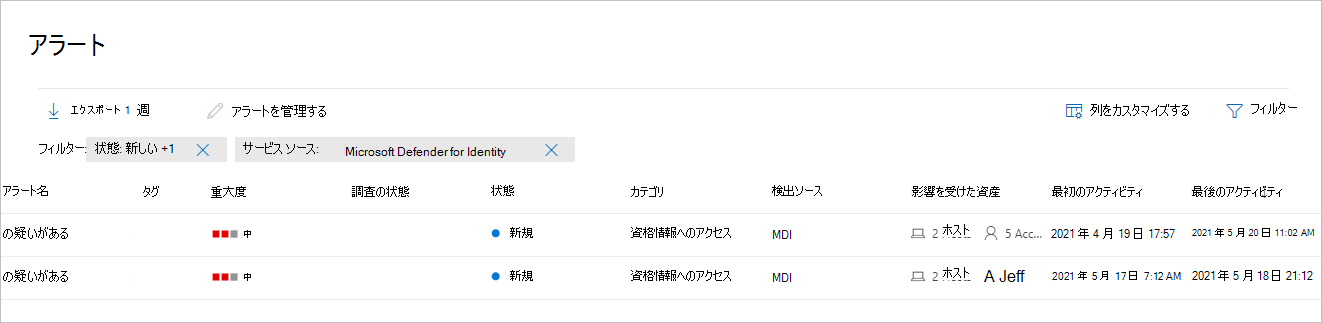 アラート
エクスポート 1 週 アラートを管理する 列をカスタマイズする フィルター
フィルター: 状態: 新しい +1 サービス ソース: Microsoft Defender for Identity
アラート名 タグ 重大度 調査の状態 状態 カテゴリ 検出ソース 影響を受けた資産 最初のアクティビティ 最後のアクティビティ
の疑いがある 中 新規 資格情報へのアクセス MDI 2 ホスト 5 Acc... 2021 年 4 月 19 日 17:57 2021 年 5 月 20 日 11:02 AM
の疑いがある 中 新規 資格情報へのアクセス MDI 2 ホスト A Jeff 2021 年 5 月 17日 7:12 AM 2021 年 5 月 18日 21:12